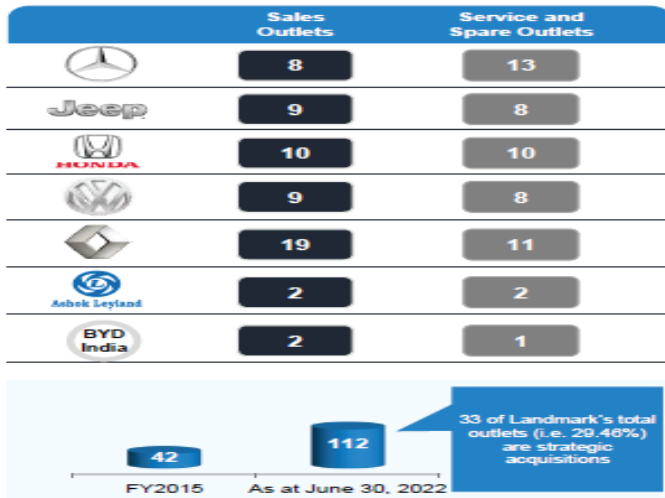 Sales Outlets
Service and Spare Outlets
8
13
Jeep
9
8
HONDA
10
10
9
8
19
11
Ashok Leyland
2
2
BYD India
2
1
42
112
33 of Landmark's total
outlets (i.e. 29.46%)
are strategic
acquisitions
FY2015
As at June 30, 2022